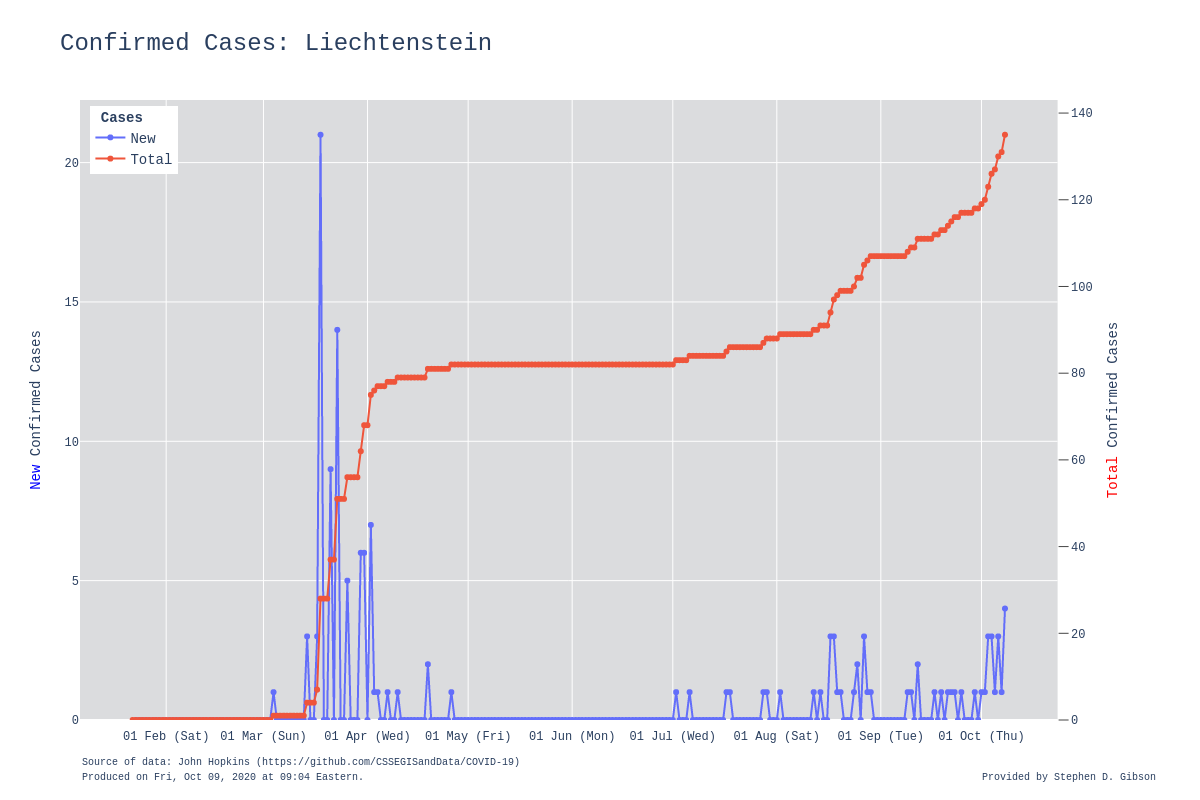 Confirmed Cases: Liechtenstein
Cases
New
Total
New Confirmed Cases
20
15
10
5
0
140
120
100
80
60
40
20
0
Total Confirmed Cases
01 Feb (Sat) 01 Mar (Sun) 01 Apr (Wed) 01 May (Fri) 01 Jun (Mon) 01 Jul (Wed) 01 Aug (Sat) 01 Sep (Tue) 01 Oct (Thu)
Source of data: John Hopkins (https://github.com/CSSEGISandData/COVID-19)
Produced on Fri, Oct 09, 2020 at 09:04 Eastern.
Provided by Stephen D. Gibson